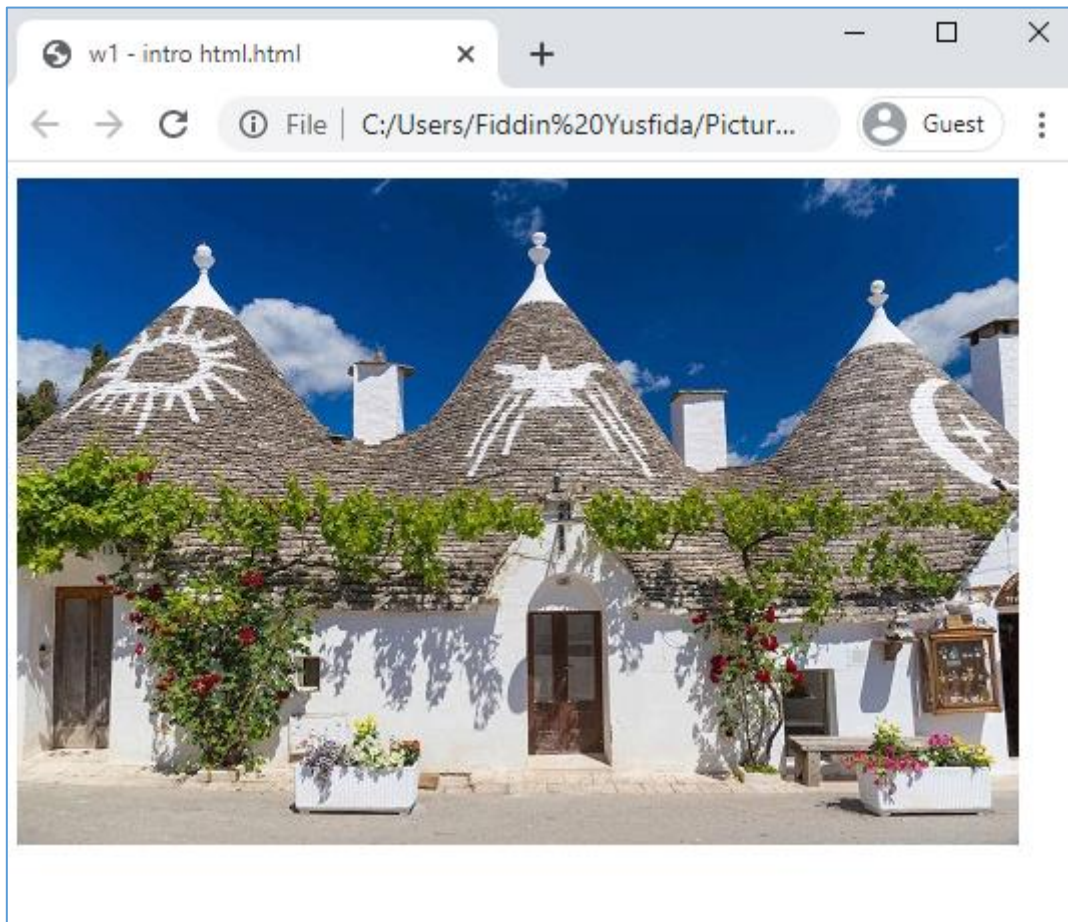 w1 - intro html.html
File | C:/Users/Fiddin%20Yusfida/Pictur...
Guest